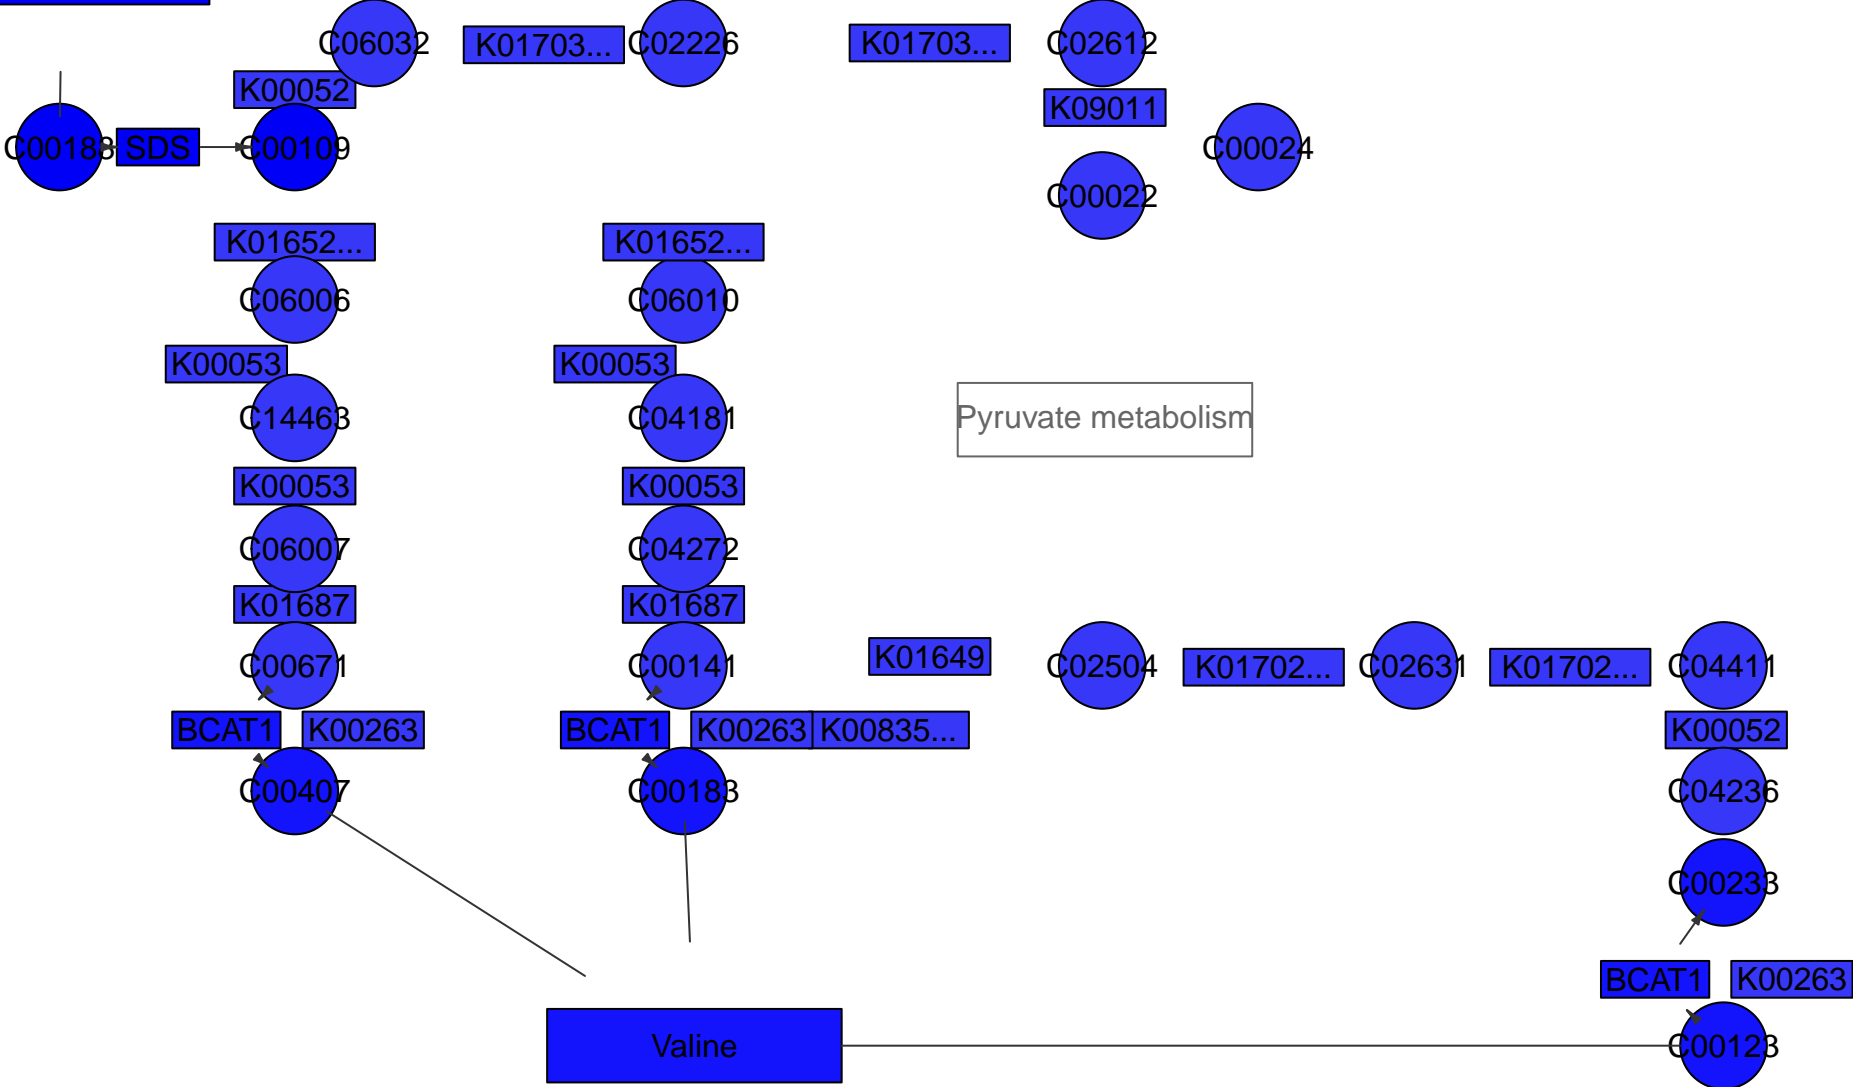 C06032
K01703...
C02226
K01703...
C02612
K00052
K09011
C00188
SDS
C00109
C00024
C00022
K01652...
K01652...
C06006
C06010
K00053
K00053
C14463
C04181
Pyruvate metabolism
K00053
K00053
C06007
C04272
K01687
K01687
C00671
C00141
K01649
C02504
K01702...
C02631
K01702...
C04411
BCAT1
K00263
BCAT1
K00263
K00835...
K00052
C00407
C00183
C04236
C00233
BCAT1
K00263
Valine
C00123